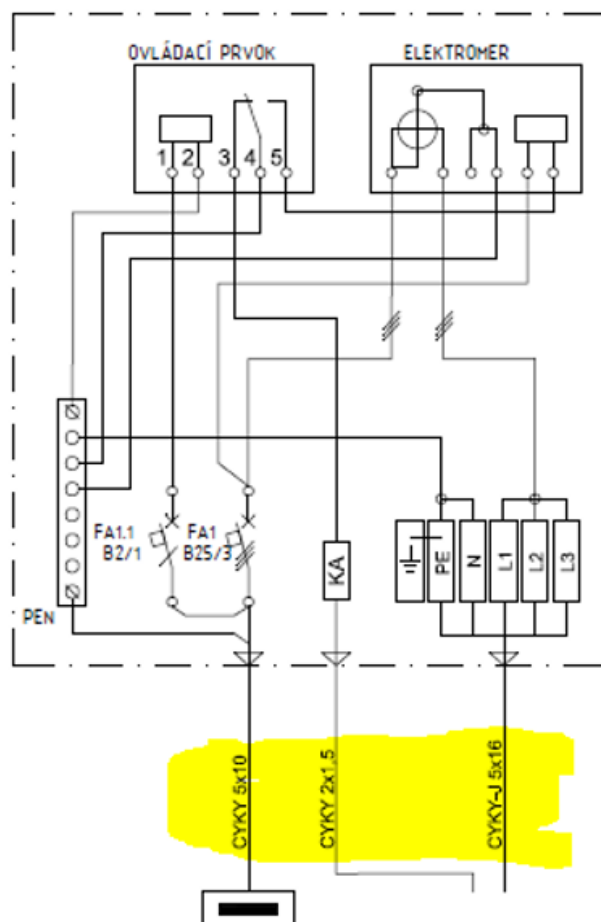 OVLÁDACÍ PRVOK
ELEKTROMER
1 2 3 4 5
FA1.1
B2/1
FA1
B25/3
KA
PE
N
L1
L2
L3
PEN
CYKY 5x10
CYKY 2x1,5
CYKY-J 5x16